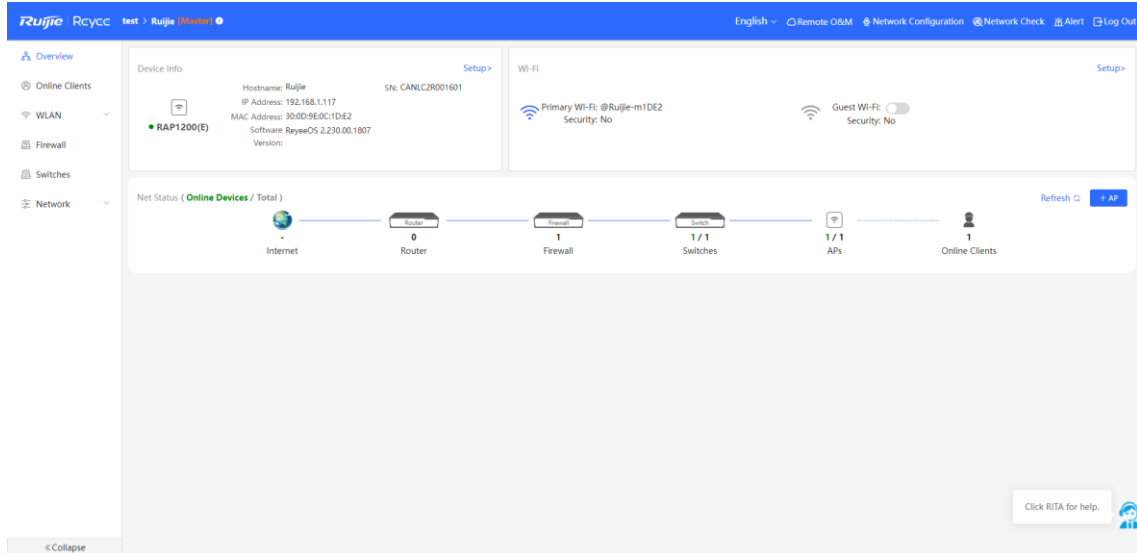 Ruijie Rcycc test > Ruijie [Master] English Remote O&M Network Configuration Network Check Alert Log Out
Overview
Online Clients
WLAN
Firewall
Switches
Network
«Collapse
Device Info Setup>
RAP1200(E)
Hostname: Ruijie SN: CANLC2R001601
IP Address: 192.168.1.117
MAC Address: 30:0D:9E:0C:1D:E2
Software ReyeeOS 2.230.00.1807
Version:
Wi-Fi Setup>
Primary Wi-Fi: @Ruijie-m1DE2
Security: No
Guest Wi-Fi:
Security: No
Net Status ( Online Devices / Total ) Refresh + AP
Router Firewall Switch
- 0 1 1 / 1 1 / 1 1
Internet Router Firewall Switches APs Online Clients
Click RITA for help.